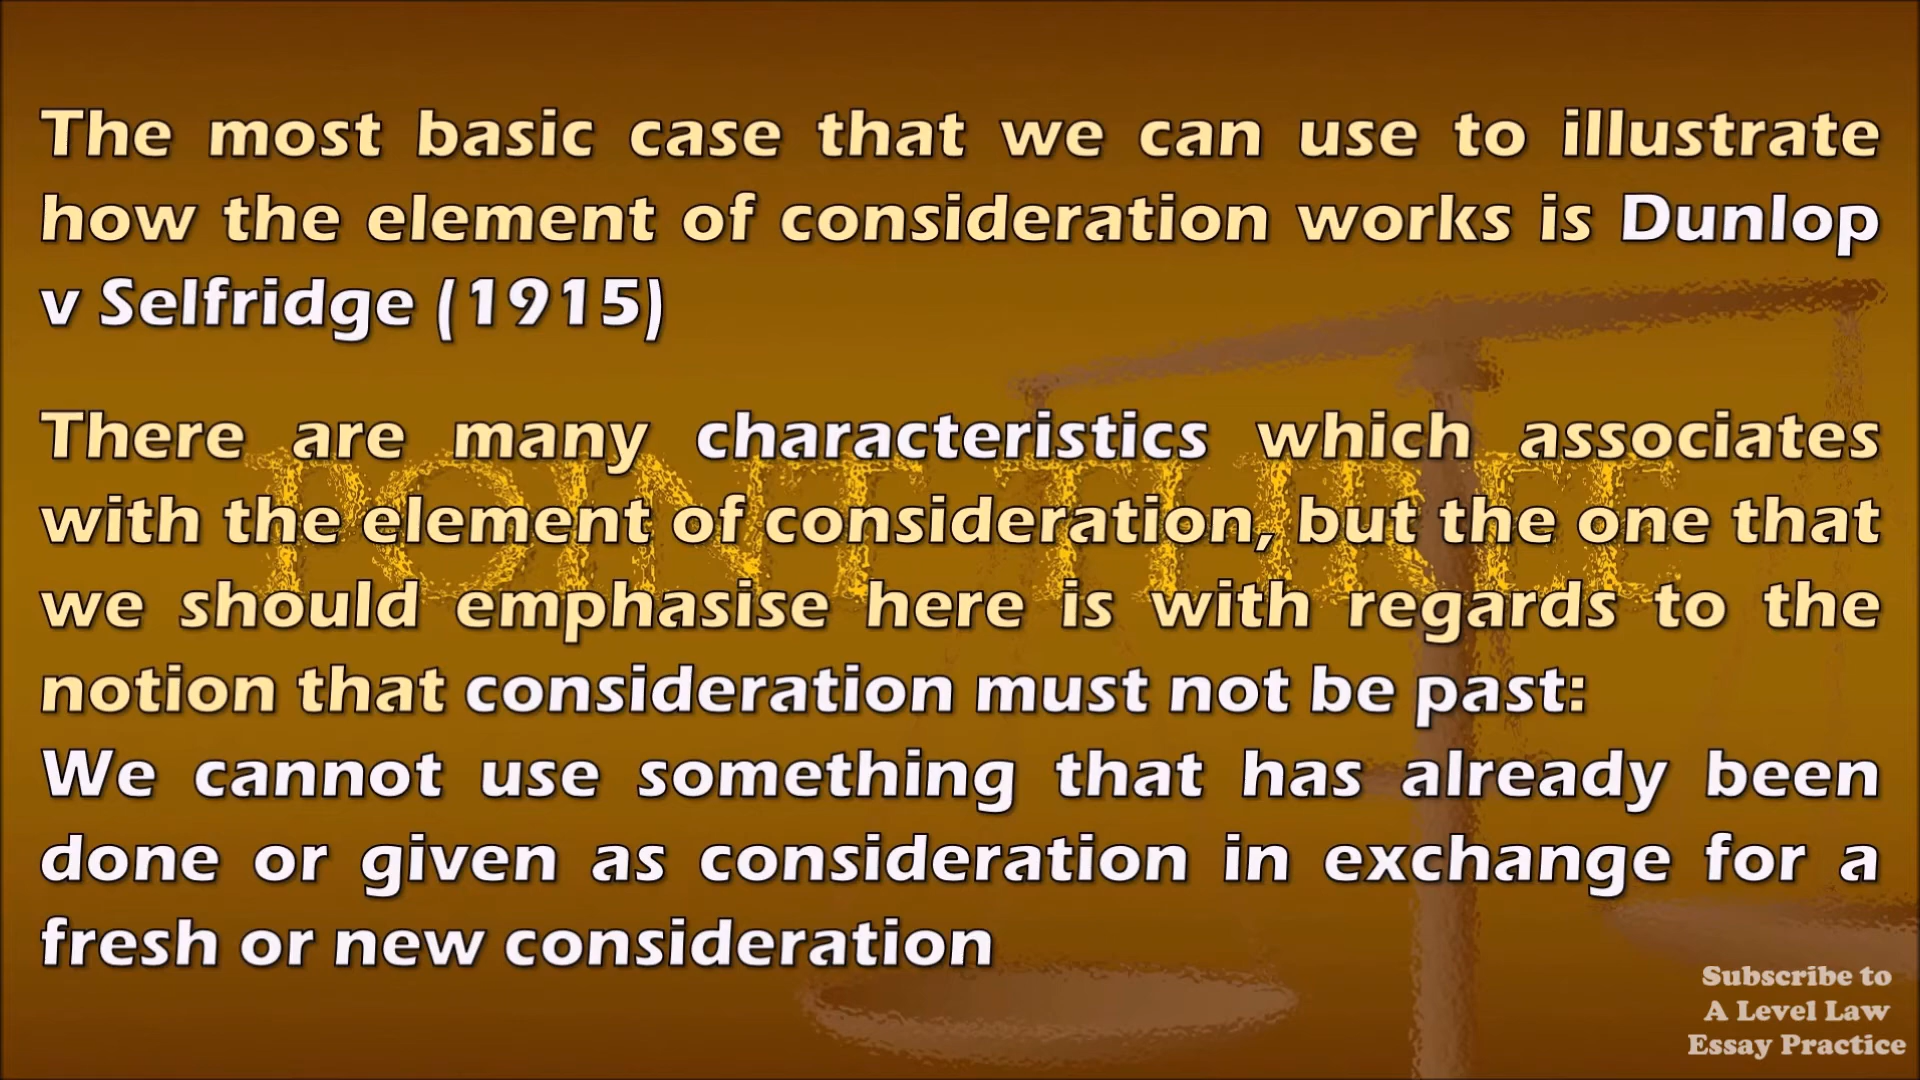 The most basic case that we can use to illustrate
how the element of consideration works is Dunlop
v Selfridge (1915)
POINT THREE
There are many characteristics which associates
with the element of consideration, but the one that
we should emphasise here is with regards to the
notion that consideration must not be past:
We cannot use something that has already been
done or given as consideration in exchange for a
fresh or new consideration
Subscribe to
A Level Law
Essay Practice